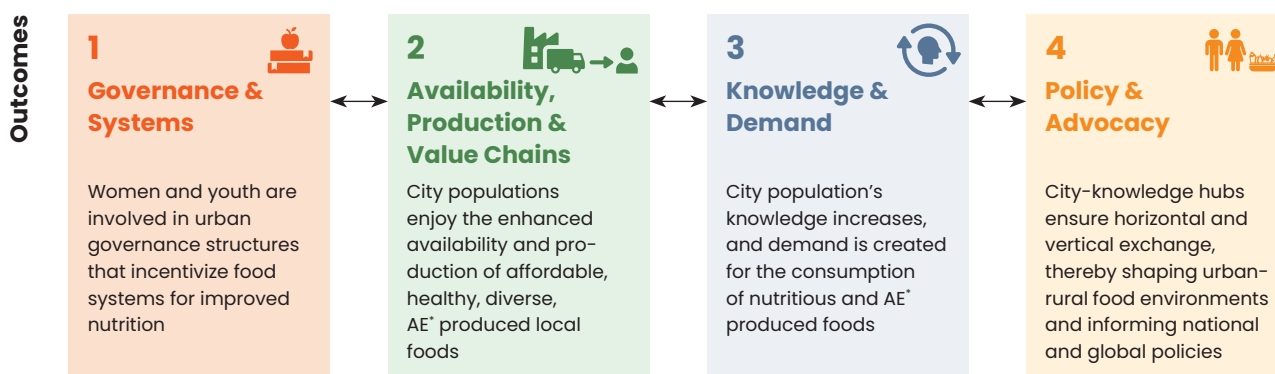 Outcomes
1
Governance &
Systems
Women and youth are
involved in urban
governance structures
that incentivize food
systems for improved
nutrition
2
Availability,
Production &
Value Chains
City populations
enjoy the enhanced
availability and pro-
duction of affordable,
healthy, diverse,
AE* produced local
foods
3
Knowledge &
Demand
City population’s
knowledge increases,
and demand is created
for the consumption
of nutritious and AE*
produced foods
4
Policy &
Advocacy
City-knowledge hubs
ensure horizontal and
vertical exchange,
thereby shaping urban-
rural food environments
and informing national
and global policies